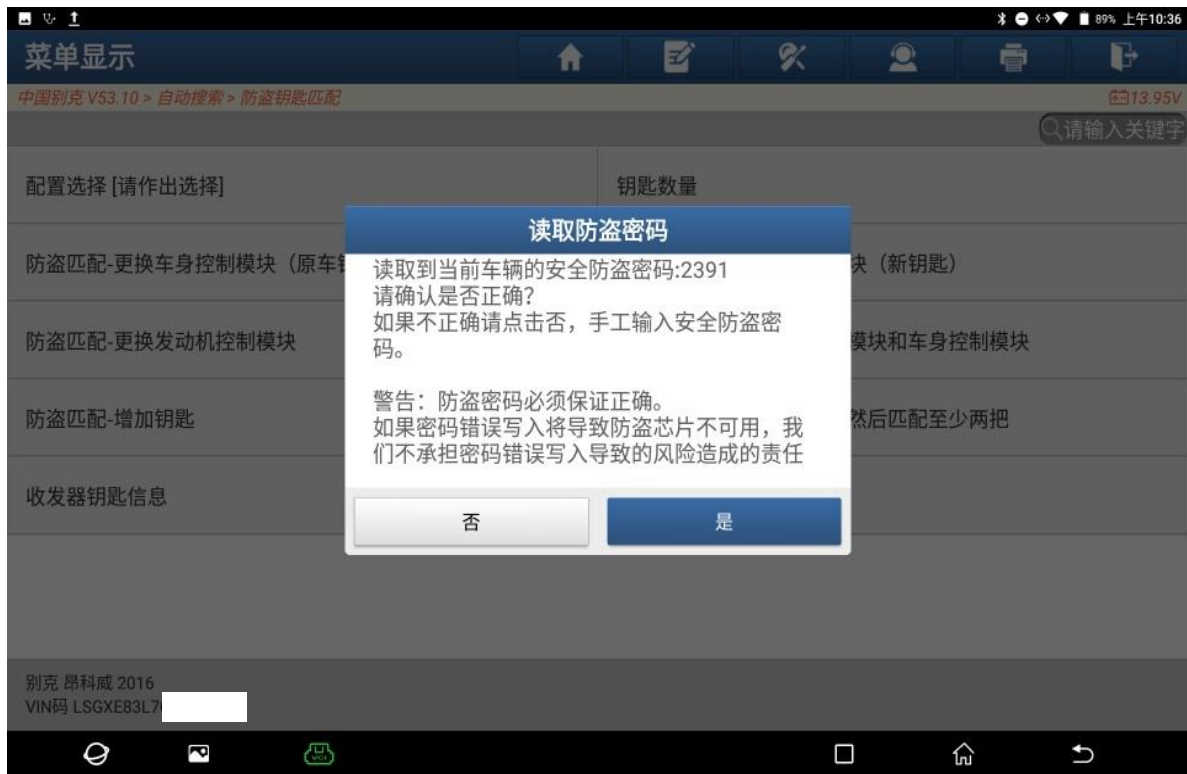 89% 上午10:36
菜单显示
中国别克 V53.10 > 自动搜索 > 防盗钥匙匹配
13.95V
请输入关键字
配置选择 [请作出选择]
钥匙数量
读取防盗密码
防盗匹配-更换车身控制模块（原车钥
块（新钥匙）
读取到当前车辆的安全防盗密码:2391
请确认是否正确?
如果不正确请点击否，手工输入安全防盗密
码。
防盗匹配-更换发动机控制模块
模块和车身控制模块
警告：防盗密码必须保证正确。
如果密码错误写入将导致防盗芯片不可用，我
们不承担密码错误写入导致的风险造成的责任
防盗匹配-增加钥匙
然后匹配至少两把
收发器钥匙信息
否
是
别克 昂科威 2016
VIN码 LSGXE83L7
VCI